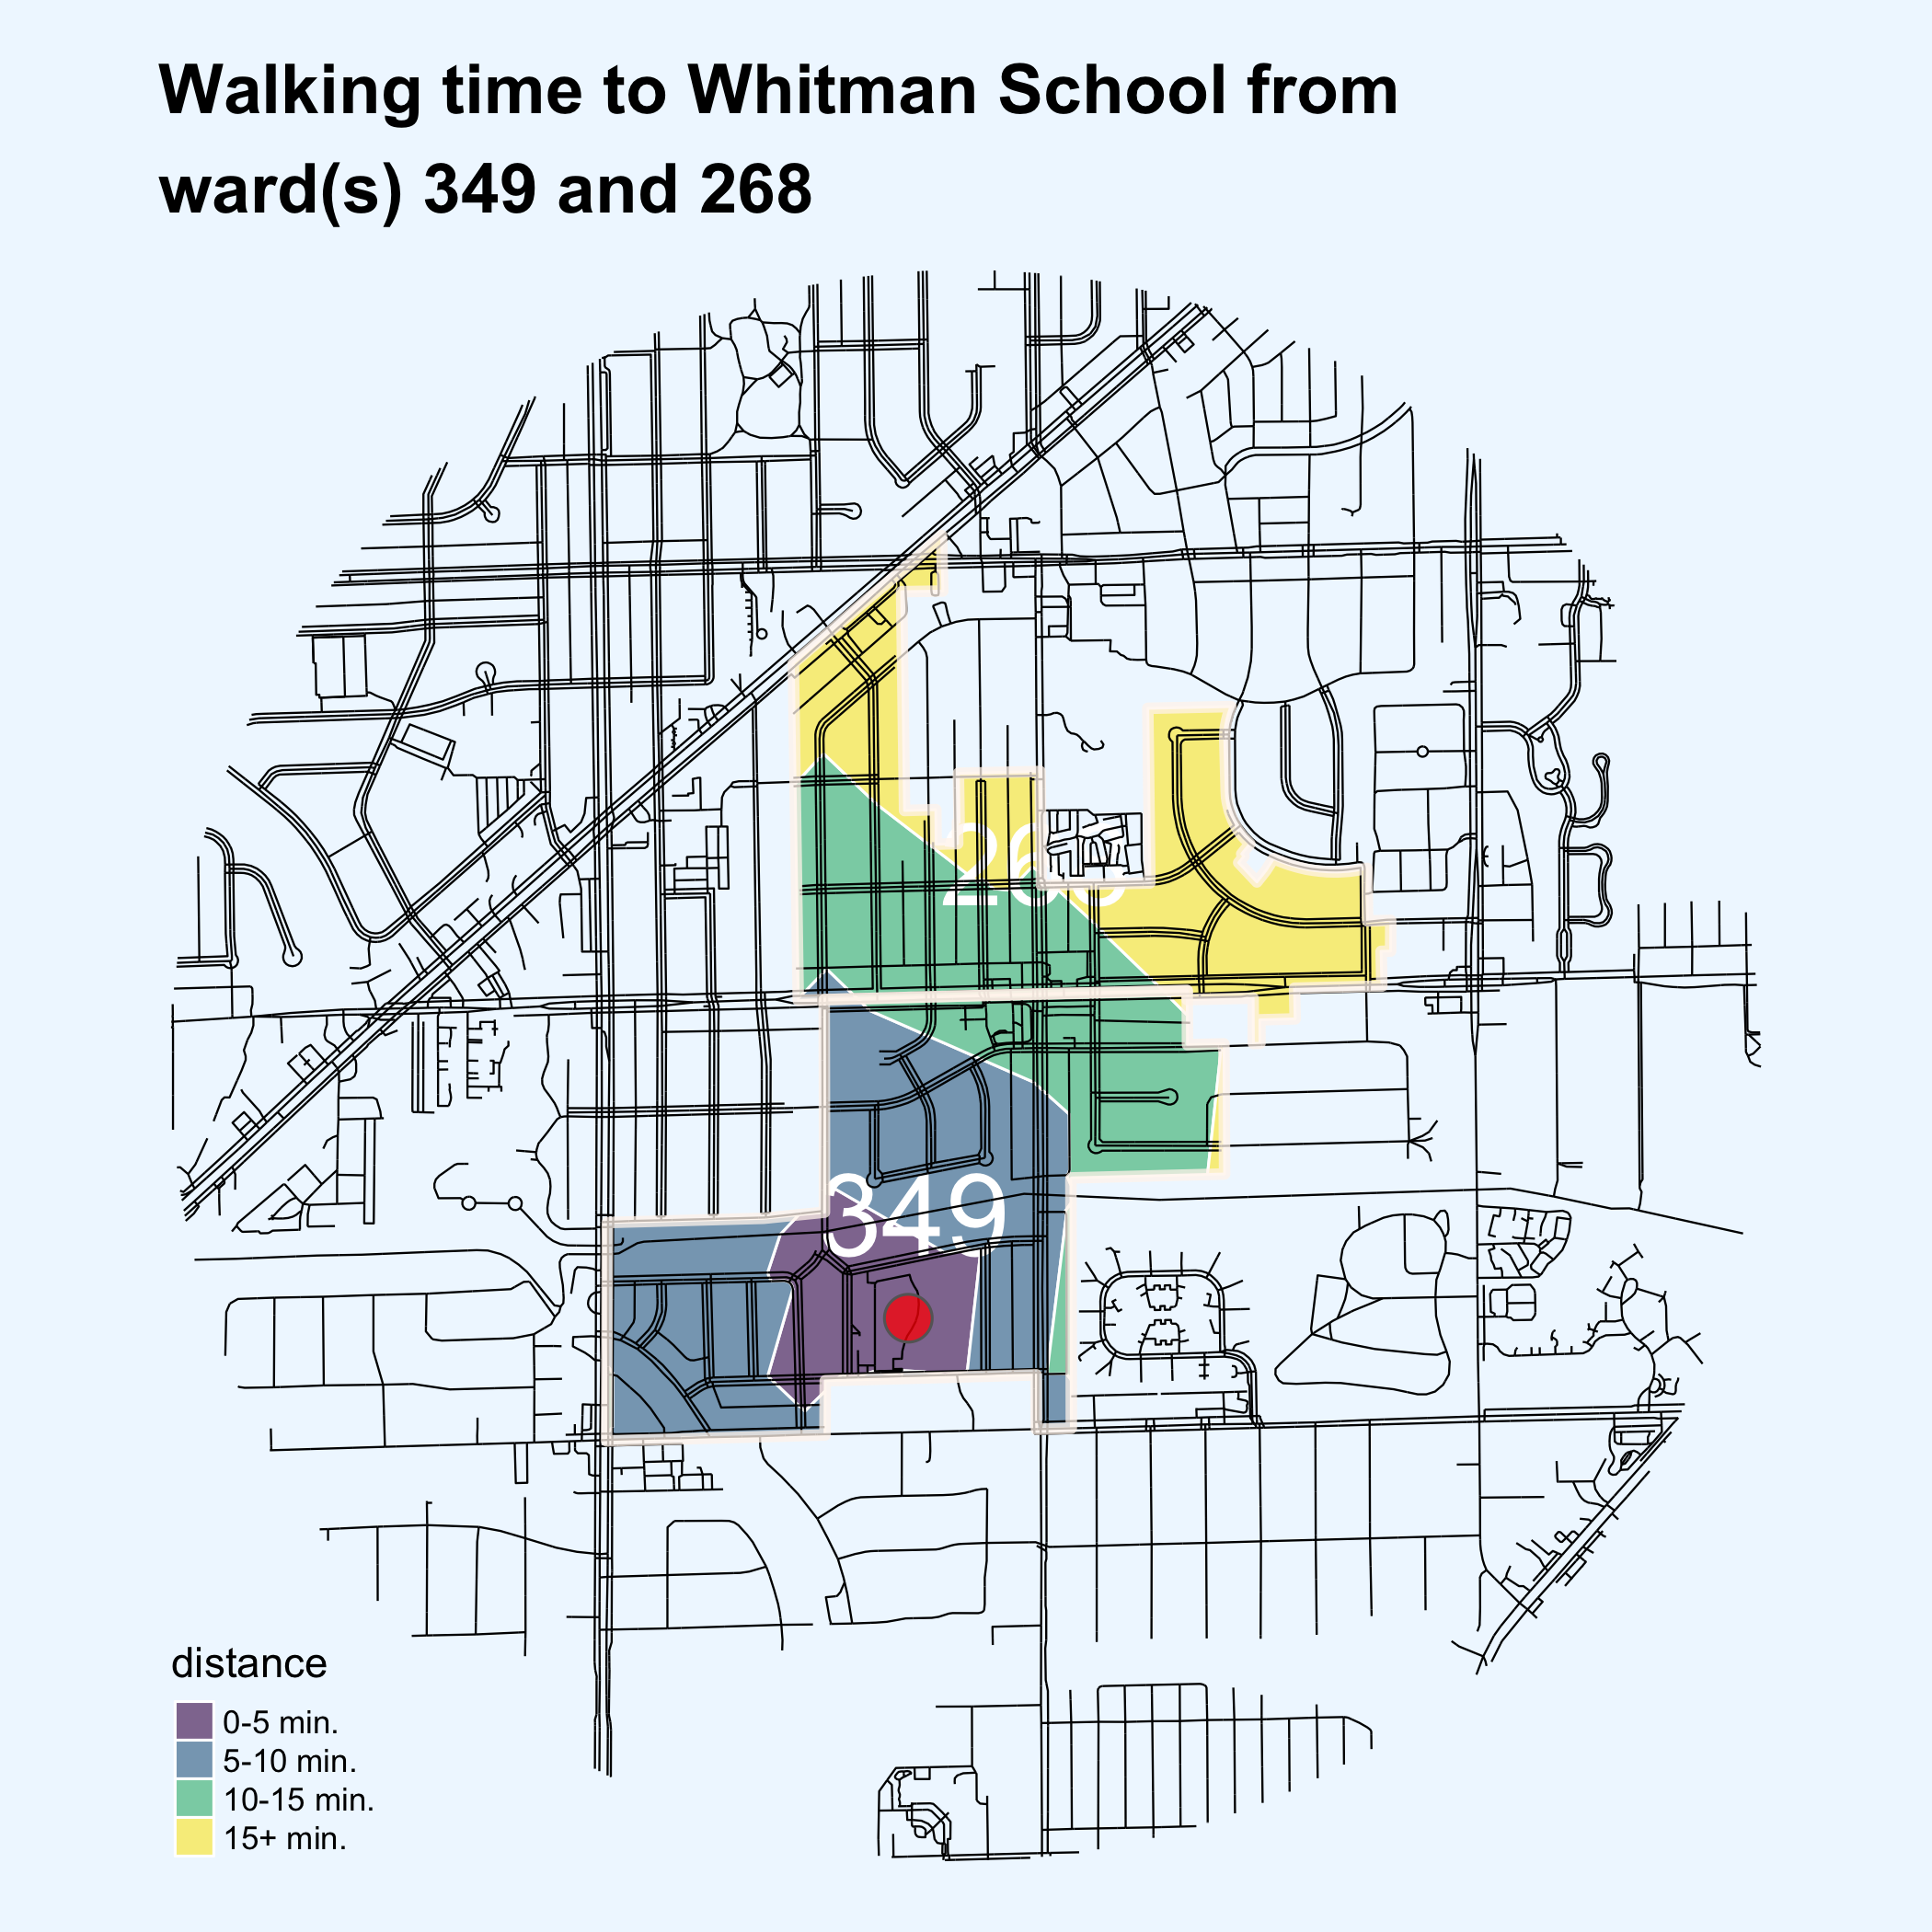 Walking time to Whitman School from
ward(s) 349 and 268
268
349
distance
0-5 min.
5-10 min.
10-15 min.
15+ min.